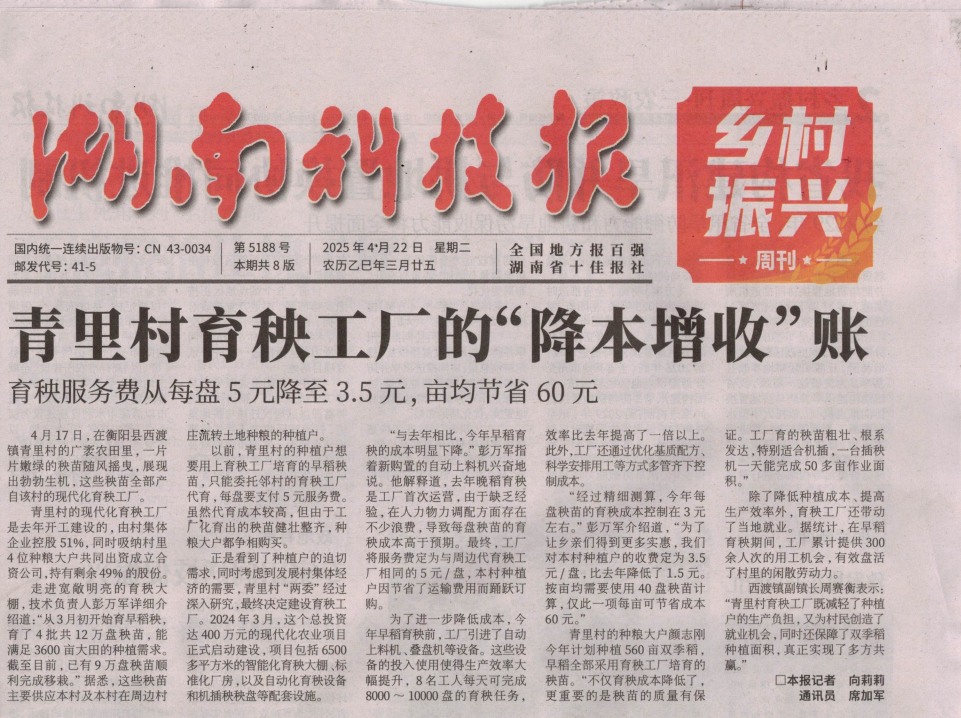 湖南科技报
乡村
振兴
周刊
国内统一连续出版物号：CN 43-0034
邮发代号：41-5
第 5188 号
本期共 8 版
2025 年 4 月 22 日 星期二
农历乙巳年三月廿五
全国地方报百强
湖南省十佳报社
青里村育秧工厂的“降本增收”账
育秧服务费从每盘 5 元降至 3.5 元，亩均节省 60 元
4 月 17 日，在衡阳县西渡
镇青里村的广袤农田里，一片
片嫩绿的秧苗随风摇曳，展现
出勃勃生机，这些秧苗全部产
自该村的现代化育秧工厂。
青里村的现代化育秧工厂
是去年开工建设的，由村集体
企业控股 51%，同时吸纳村里
4 位种粮大户共同出资成立合
资公司，持有剩余 49% 的股份。
走进宽敞明亮的育秧大
棚，技术负责人彭万军详细介
绍道：“从 3 月初开始育早稻秧，
育了 4 批共 12 万盘秧苗，能
满足 3600 亩大田的种植需求。
截至目前，已有 9 万盘秧苗顺
利完成移栽。”据悉，这些秧苗
主要供应本村及本村在周边村
庄流转土地种粮的种植户。
以前，青里村的种植户想
要用上育秧工厂培育的早稻秧
苗，只能委托邻村的育秧工厂
代育，每盘要支付 5 元服务费。
虽然代育成本较高，但由于工
厂化育出的秧苗健壮整齐，种
粮大户都争相购买。
正是看到了种植户的迫切
需求，同时考虑到发展村集体经
济的需要，青里村“两委”经过
深入研究，最终决定建设育秧工
厂。2024 年 3 月，这个总投资
达 400 万元的现代化农业项目
正式启动建设，项目包括 6500
多平方米的智能化育秧大棚、标
准化厂房，以及自动化育秧设备
和机插秧秧盘等配套设施。
“与去年相比，今年早稻育
秧的成本明显下降。”彭万军指
着新购置的自动上料机兴奋地
说。他解释道，去年晚稻育秧
是工厂首次运营，由于缺乏经
验，在人力物力调配方面存在
不少浪费，导致每盘秧苗的育
秧成本高于预期。最终，工厂
将服务费定为与周边代育秧工
厂相同的 5 元 / 盘，本村种植
户因节省了运输费用而踊跃订
购。
为了进一步降低成本，今
年早稻育秧前，工厂引进了自动
上料机、叠盘机等设备。这些设
备的投入使用使得生产效率大
幅提升，8 名工人每天可完成
8000～10000 盘的育秧任务，
效率比去年提高了一倍以上。
此外，工厂还通过优化基质配方、
科学安排用工等方式多管齐下控
制成本。
“经过精细测算，今年每
盘秧苗的育秧成本控制在 3 元
左右。”彭万军介绍道，“为了
让乡亲们得到更多实惠，我们
对本村种植户的收费定为 3.5
元 / 盘，比去年降低了 1.5 元。
按亩均需要使用 40 盘秧苗计
算，仅此一项每亩可节省成本
60 元。”
青里村的种粮大户颜志刚
今年计划种植 560 亩双季稻，
早稻全部采用育秧工厂培育的
秧苗。“不仅育秧成本降低了，
更重要的是秧苗的质量有保
证。工厂育的秧苗粗壮、根系
发达，特别适合机插，一台插秧
机一天能完成 50 多亩作业面
积。”
除了降低种植成本、提高
生产效率外，育秧工厂还带动
了当地就业。据统计，在早稻
育秧期间，工厂累计提供 300
余人次的用工机会，有效盘活
了村里的闲散劳动力。
西渡镇副镇长周赛衡表示：
“青里村育秧工厂既减轻了种植
户的生产负担，又为村民创造了
就业机会，同时还保障了双季稻
种植面积，真正实现了多方共
赢。”
□本报记者 向莉莉
通讯员 席加军